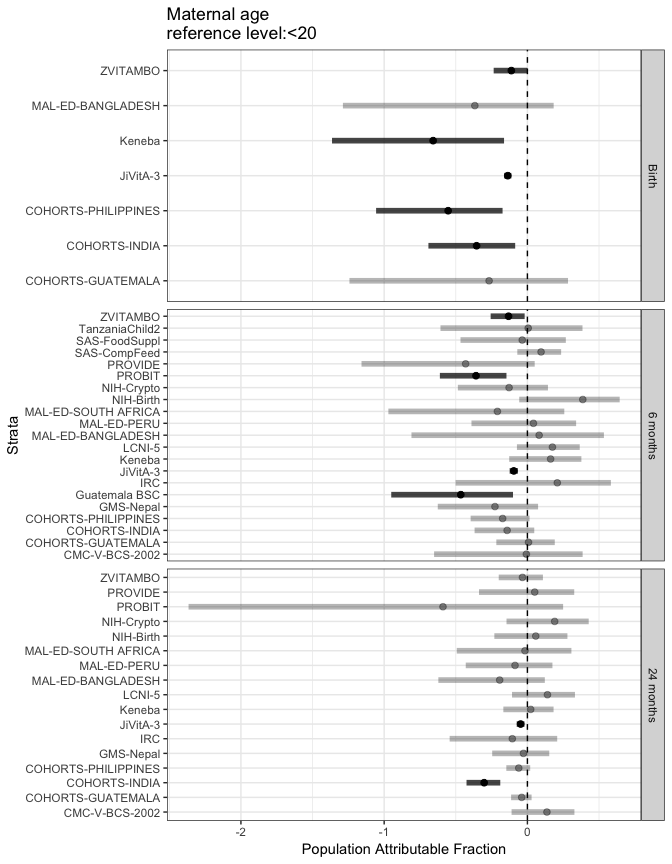 Maternal age
reference level:<20
Strata
ZVITAMBO
MAL-ED-BANGLADESH
Keneba
JiVitA-3
COHORTS-PHILIPPINES
COHORTS-INDIA
COHORTS-GUATEMALA
Birth
ZVITAMBO
TanzaniaChild2
SAS-FoodSuppl
SAS-CompFeed
PROVIDE
PROBIT
NIH-Crypto
NIH-Birth
MAL-ED-SOUTH AFRICA
MAL-ED-PERU
MAL-ED-BANGLADESH
LCNI-5
Keneba
JiVitA-3
IRC
Guatemala BSC
GMS-Nepal
COHORTS-PHILIPPINES
COHORTS-INDIA
COHORTS-GUATEMALA
CMC-V-BCS-2002
6 months
ZVITAMBO
PROVIDE
PROBIT
NIH-Crypto
NIH-Birth
MAL-ED-SOUTH AFRICA
MAL-ED-PERU
MAL-ED-BANGLADESH
LCNI-5
Keneba
JiVitA-3
IRC
GMS-Nepal
COHORTS-PHILIPPINES
COHORTS-INDIA
COHORTS-GUATEMALA
CMC-V-BCS-2002
24 months
-2 -1 0
Population Attributable Fraction